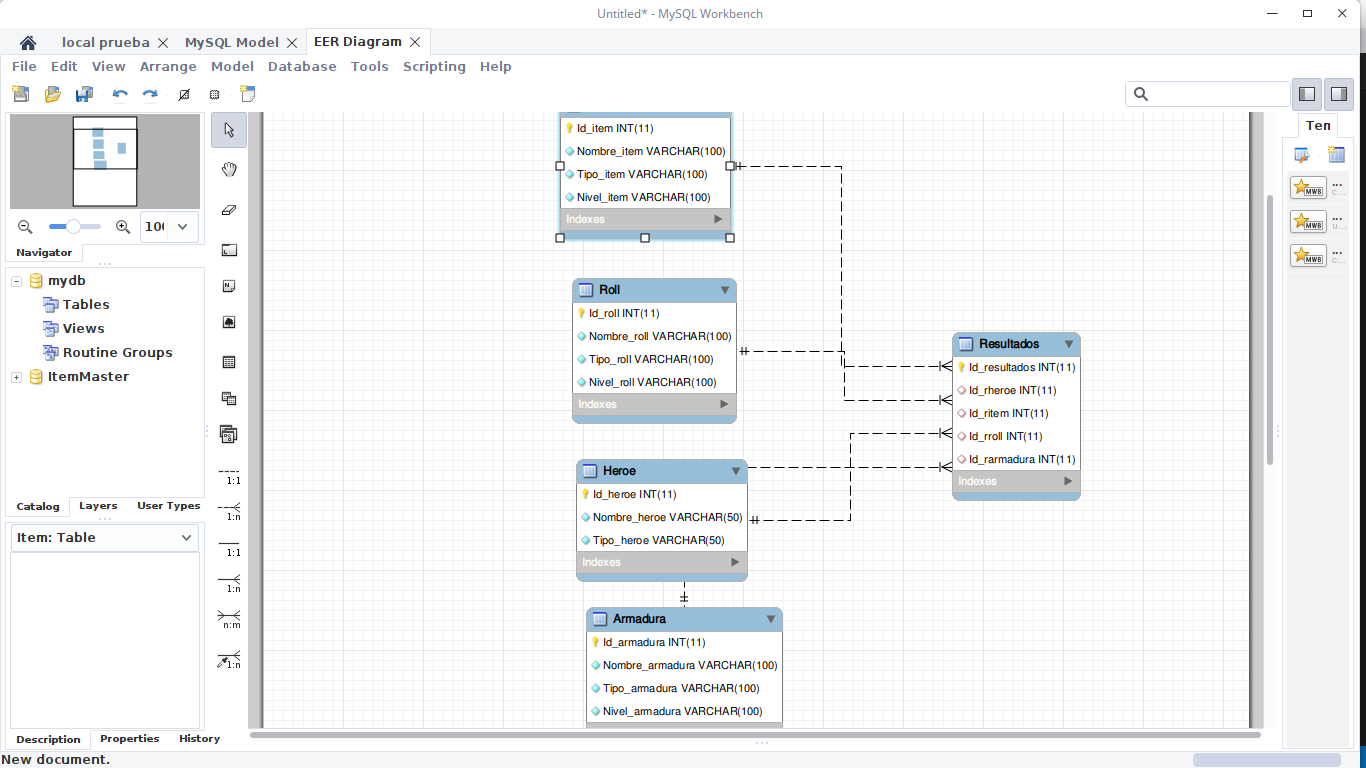 Untitled* - MySQL Workbench
local prueba
MySQL Model
EER Diagram
File Edit View Arrange Model Database Tools Scripting Help
Navigator
mydb
Tables
Views
Routine Groups
ItemMaster
Catalog Layers User Types
Item: Table
Description Properties History
New document.
1:1
1:n
1:1
1:n
n:m
1:n
Id_item INT(11)
Nombre_item VARCHAR(100)
Tipo_item VARCHAR(100)
Nivel_item VARCHAR(100)
Indexes
Roll
Id_roll INT(11)
Nombre_roll VARCHAR(100)
Tipo_roll VARCHAR(100)
Nivel_roll VARCHAR(100)
Indexes
Heroe
Id_heroe INT(11)
Nombre_heroe VARCHAR(50)
Tipo_heroe VARCHAR(50)
Indexes
Armadura
Id_armadura INT(11)
Nombre_armadura VARCHAR(100)
Tipo_armadura VARCHAR(100)
Nivel_armadura VARCHAR(100)
Resultados
Id_resultados INT(11)
Id_rheroe INT(11)
Id_ritem INT(11)
Id_rroll INT(11)
Id_rarmadura INT(11)
Indexes
MWB ...
c...
MWB ...
u...
MWB ...
c...